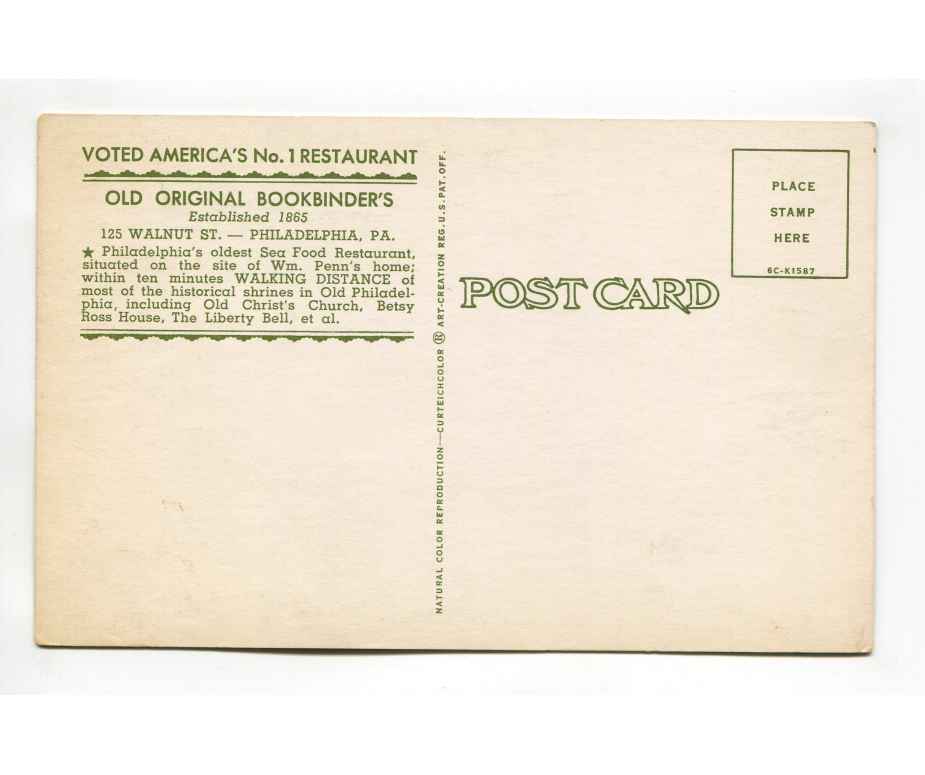 VOTED AMERICA'S No. 1 RESTAURANT
OLD ORIGINAL BOOKBINDER'S
Established 1865
125 WALNUT ST. — PHILADELPHIA, PA.
★ Philadelphia's oldest Sea Food Restaurant,
situated on the site of Wm. Penn's home;
within ten minutes WALKING DISTANCE of
most of the historical shrines in Old Philadel-
phia, including Old Christ's Church, Betsy
Ross House, The Liberty Bell, et al.
NATURAL COLOR REPRODUCTION—CURTEICHCOLOR ® ART-CREATION REG. U.S. PAT. OFF.
POST CARD
PLACE
STAMP
HERE
6C-K1587